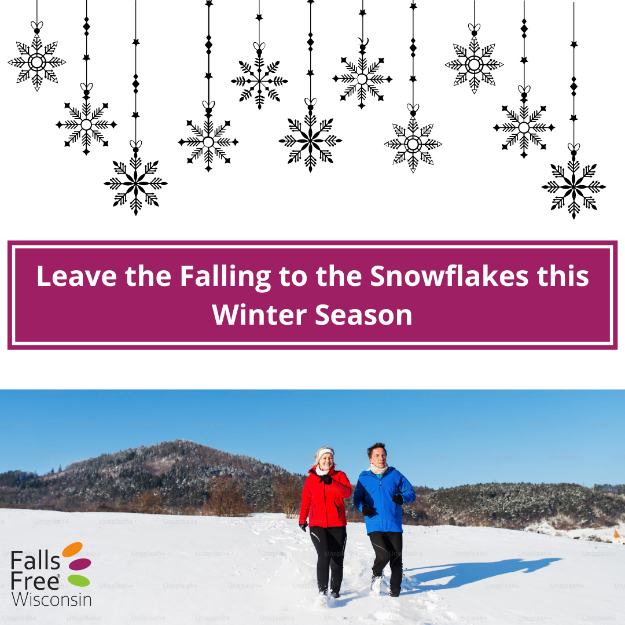 Leave the Falling to the Snowflakes this
Winter Season
Falls
Free
Wisconsin